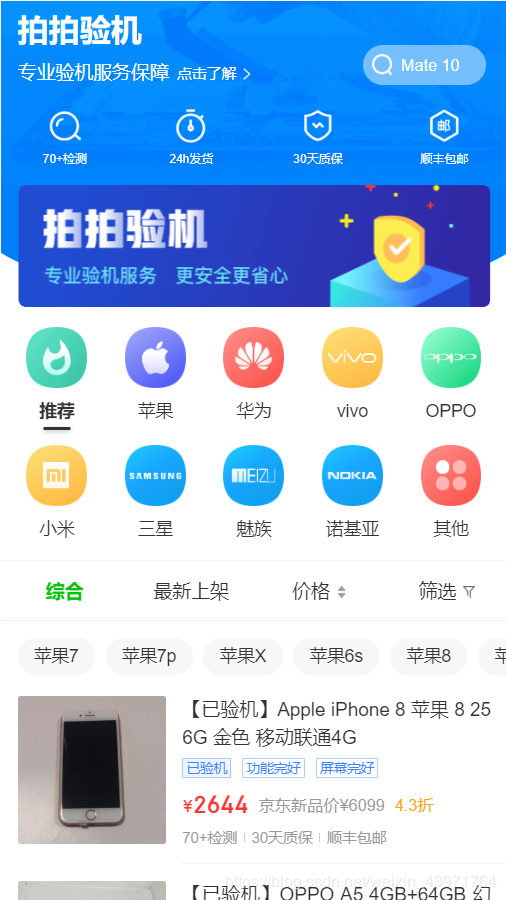 拍拍验机
专业验机服务保障 点击了解
Mate 10
70+检测 24h发货 30天质保 顺丰包邮
邮
拍拍验机
专业验机服务 更安全更省心
vivo oppo
推荐 苹果 华为 vivo OPPO
mi SAMSUNG MEIZU NOKIA
小米 三星 魅族 诺基亚 其他
综合 最新上架 价格 筛选
苹果7 苹果7p 苹果X 苹果6s 苹果8
【已验机】Apple iPhone 8 苹果 8 25
6G 金色 移动联通4G
已验机 功能完好 屏幕完好
¥2644 京东新品价¥6099 4.3折
70+检测 30天质保 顺丰包邮
https://blog.csdn.net/weixin_43971764
【已验机】OPPO A5 4GB+64GB 幻